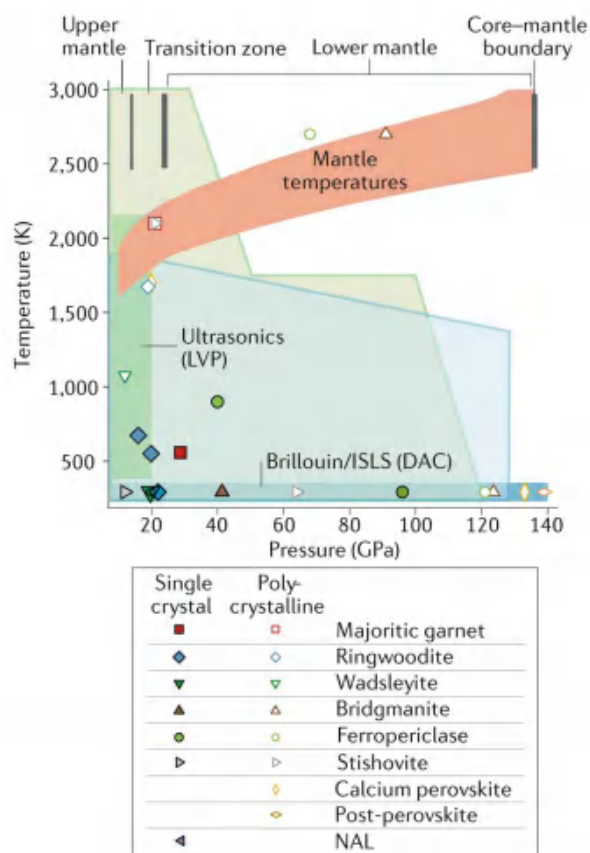 Upper mantle
Transition zone
Lower mantle
Core–mantle boundary
3,000
2,500
2,000
1,500
1,000
500
Temperature (K)
Mantle temperatures
Ultrasonics (LVP)
Brillouin/ISLS (DAC)
20 40 60 80 100 120 140
Pressure (GPa)
Single crystal
Poly-crystalline
Majoritic garnet
Ringwoodite
Wadsleyite
Bridgmanite
Ferropericlase
Stishovite
Calcium perovskite
Post-perovskite
NAL